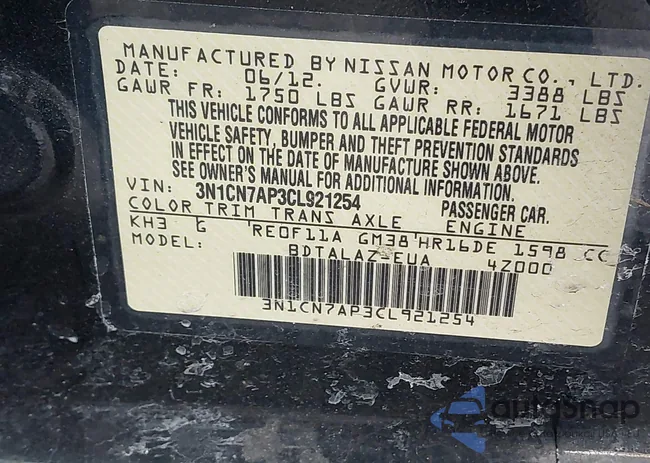 MANUFACTURED BY NISSAN MOTOR CO., LTD.
DATE: 06/12. GVWR: 3388 LBS
GAWR FR: 1750 LBS GAWR RR: 1671 LBS
THIS VEHICLE CONFORMS TO ALL APPLICABLE FEDERAL MOTOR
VEHICLE SAFETY, BUMPER AND THEFT PREVENTION STANDARDS
IN EFFECT ON THE DATE OF MANUFACTURE SHOWN ABOVE.
SEE OWNER'S MANUAL FOR ADDITIONAL INFORMATION.
VIN: 3N1CN7AP3CL921254 PASSENGER CAR.
COLOR TRIM TRANS AXLE ENGINE
KH3 G RE0F11A GM38 HR16DE 1598 CC
MODEL: BDTALAZ-EUA 4Z000
3N1CN7AP3CL921254
autosnap